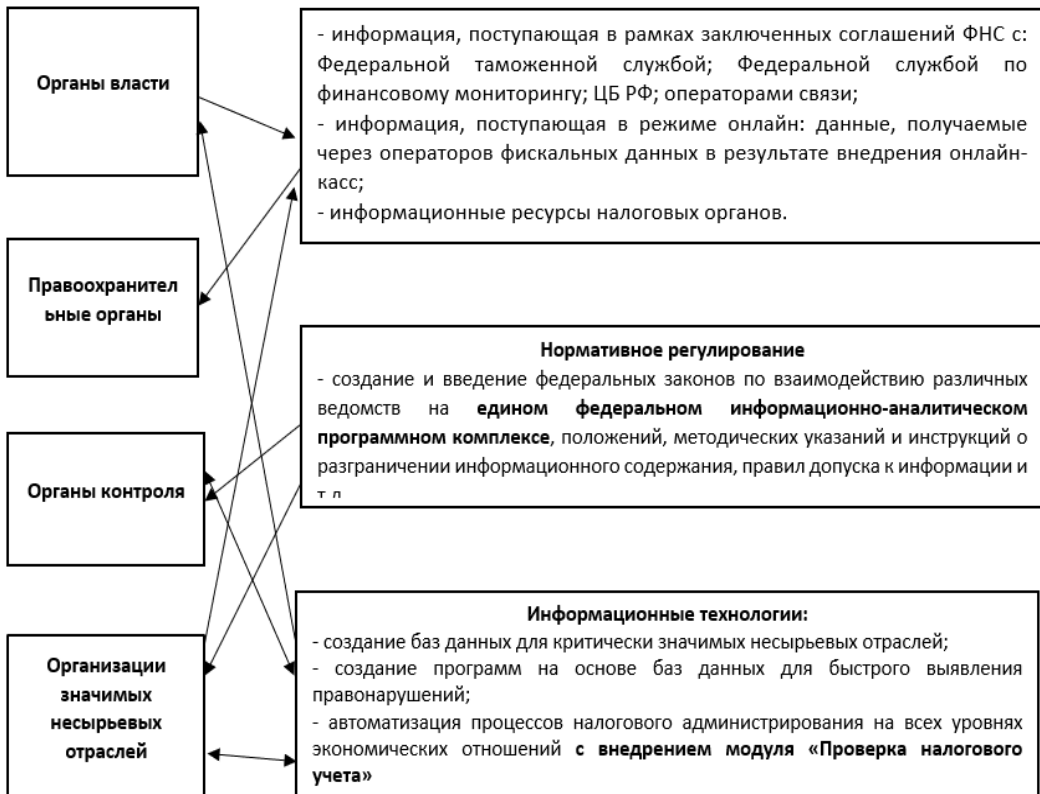 Органы власти
- информация, поступающая в рамках заключенных соглашений ФНС с:
Федеральной таможенной службой; Федеральной службой по
финансовому мониторингу; ЦБ РФ; операторами связи;
- информация, поступающая в режиме онлайн: данные, получаемые
через операторов фискальных данных в результате внедрения онлайн-
касс;
- информационные ресурсы налоговых органов.
Правоохранител
ьные органы
Нормативное регулирование
- создание и введение федеральных законов по взаимодействию различных
ведомств на едином федеральном информационно-аналитическом
программном комплексе, положений, методических указаний и инструкций о
разграничении информационного содержания, правил допуска к информации и
Органы контроля
Информационные технологии:
- создание баз данных для критически значимых несырьевых отраслей;
- создание программ на основе баз данных для быстрого выявления
правонарушений;
- автоматизация процессов налогового администрирования на всех уровнях
экономических отношений с внедрением модуля «Проверка налогового
учета»
Организации
значимых
несырьевых
отраслей